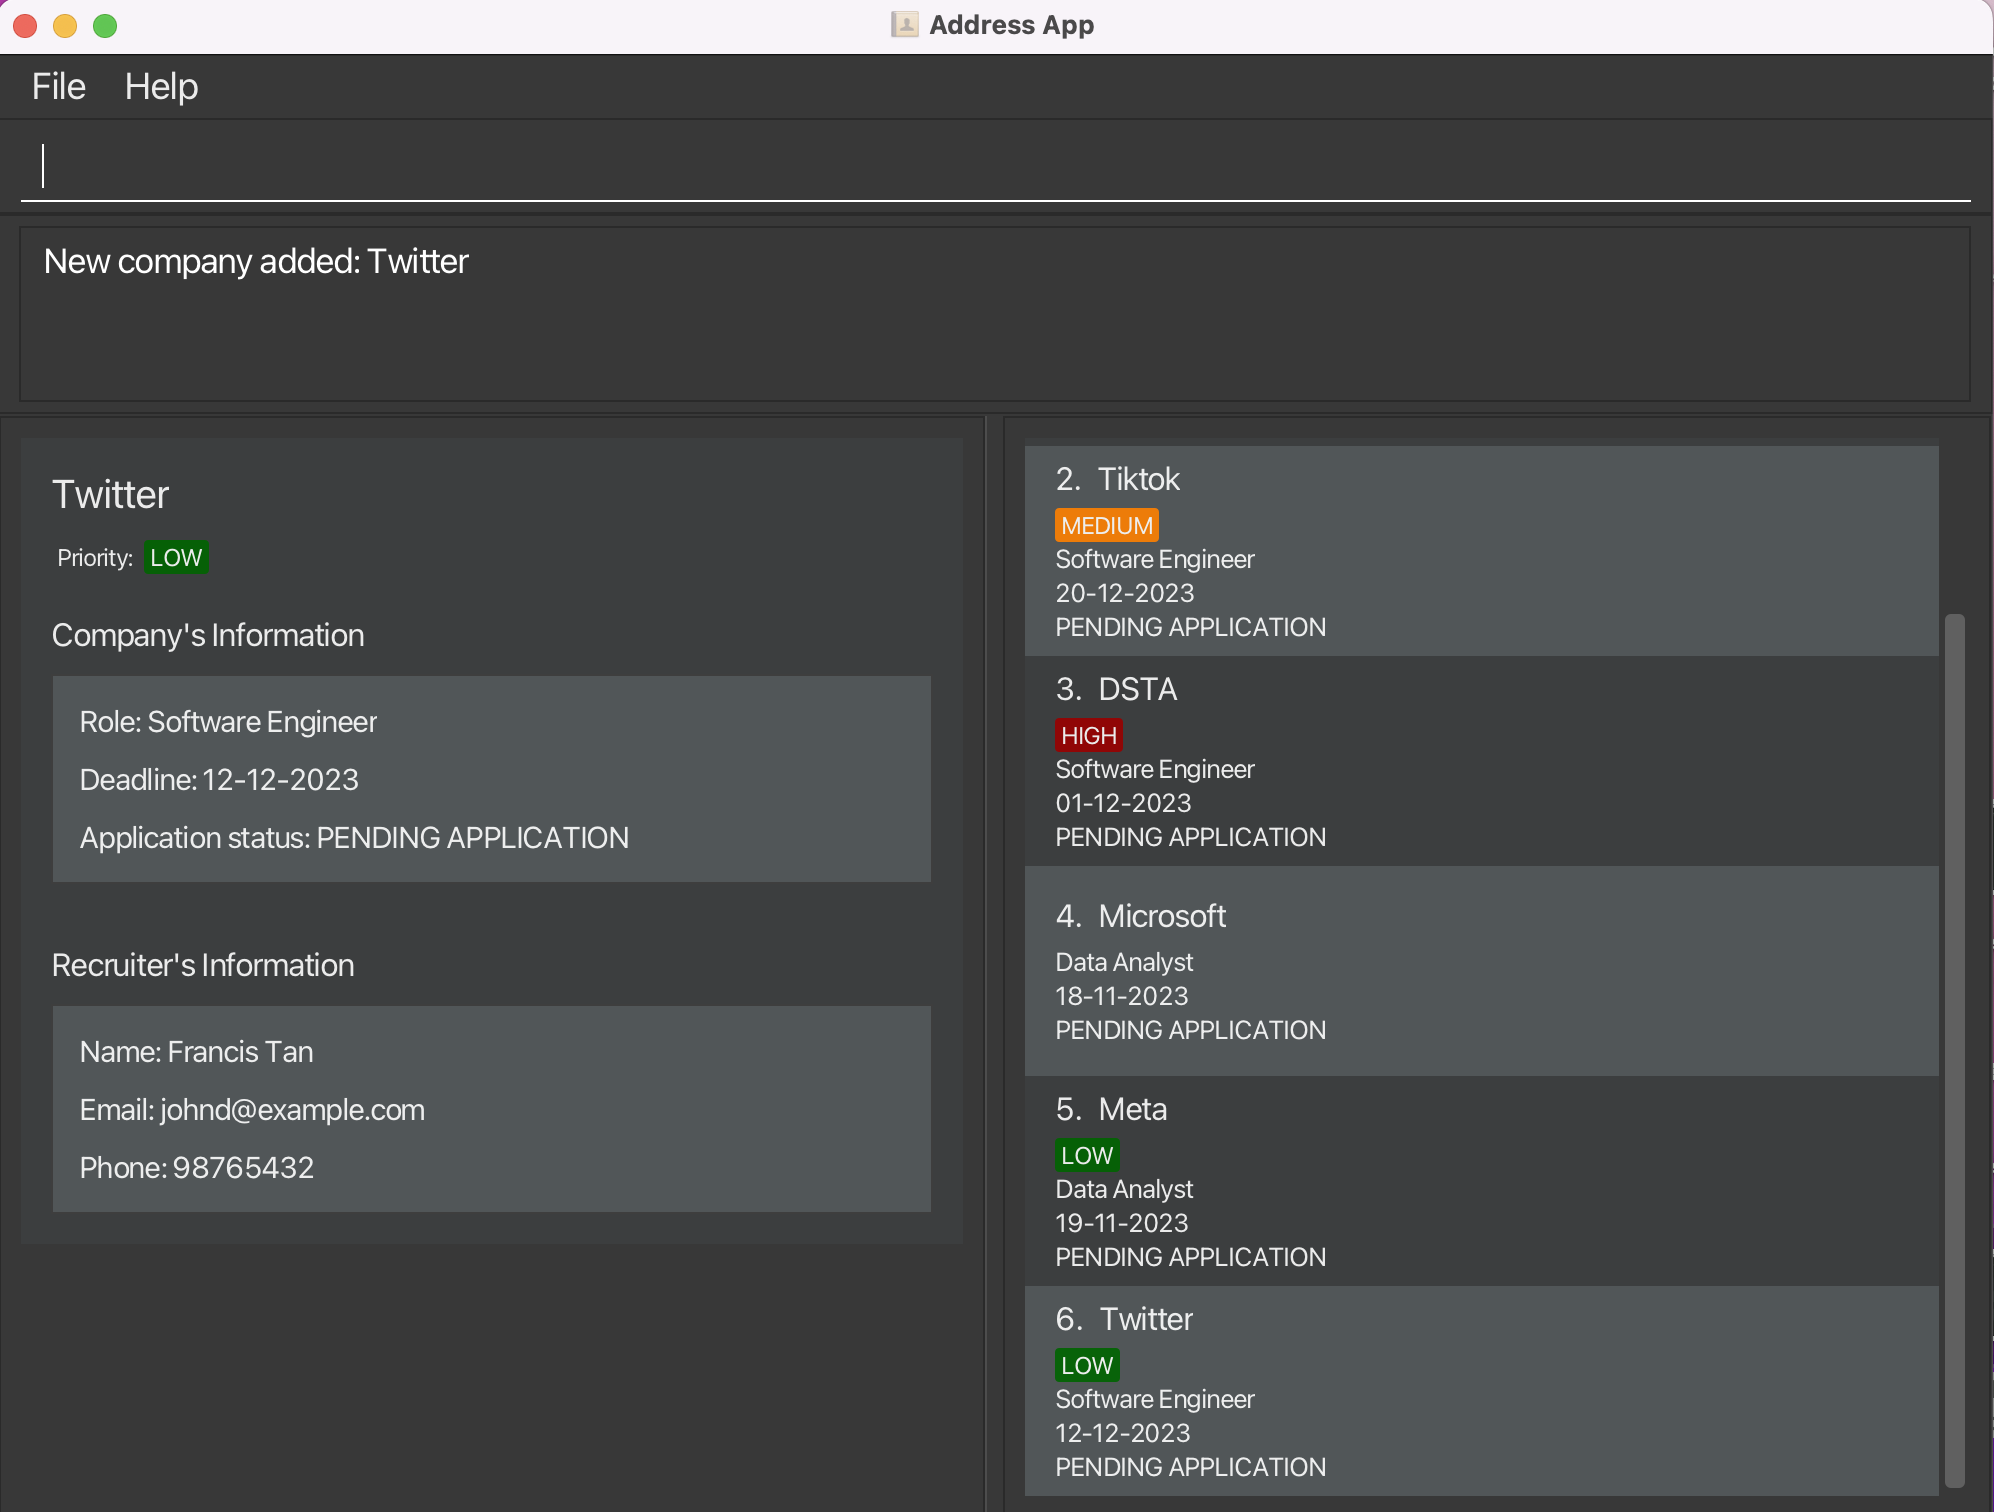 Address App
File Help
New company added: Twitter
Twitter
Priority: LOW
Company's Information
Role: Software Engineer
Deadline: 12-12-2023
Application status: PENDING APPLICATION
Recruiter's Information
Name: Francis Tan
Email: johnd@example.com
Phone: 98765432
2. Tiktok
MEDIUM
Software Engineer
20-12-2023
PENDING APPLICATION
3. DSTA
HIGH
Software Engineer
01-12-2023
PENDING APPLICATION
4. Microsoft
Data Analyst
18-11-2023
PENDING APPLICATION
5. Meta
LOW
Data Analyst
19-11-2023
PENDING APPLICATION
6. Twitter
LOW
Software Engineer
12-12-2023
PENDING APPLICATION